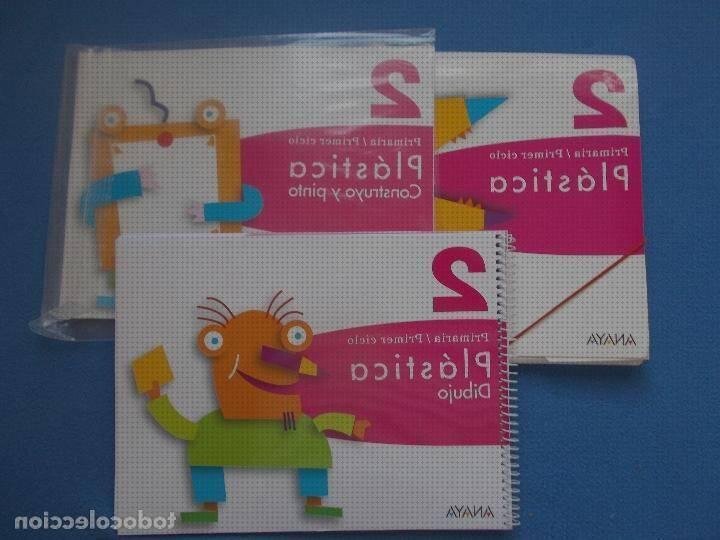 2
Primaria / Primer ciclo
Plástica
Construyo y pinto
2
Primaria / Primer ciclo
Plástica
ANAYA
2
Primaria / Primer ciclo
Plástica
Dibujo
ANAYA
todocoleccion